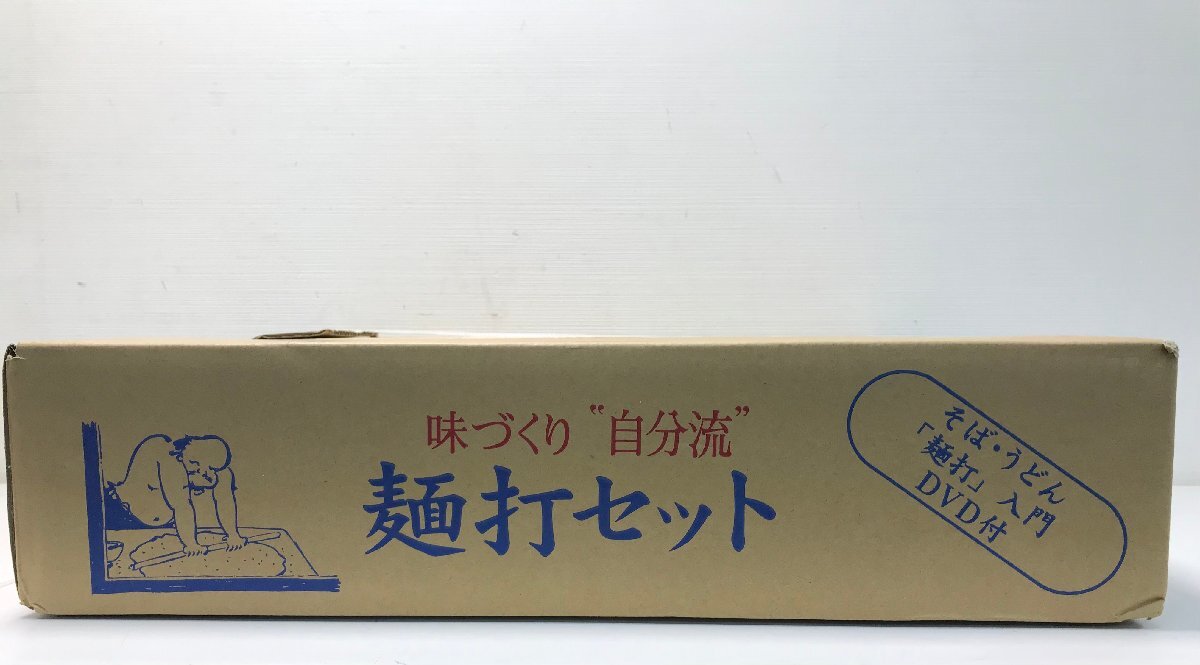 味づくり〝自分流〟
麺打セット
そば・うどん
「麺打」入門
DVD付